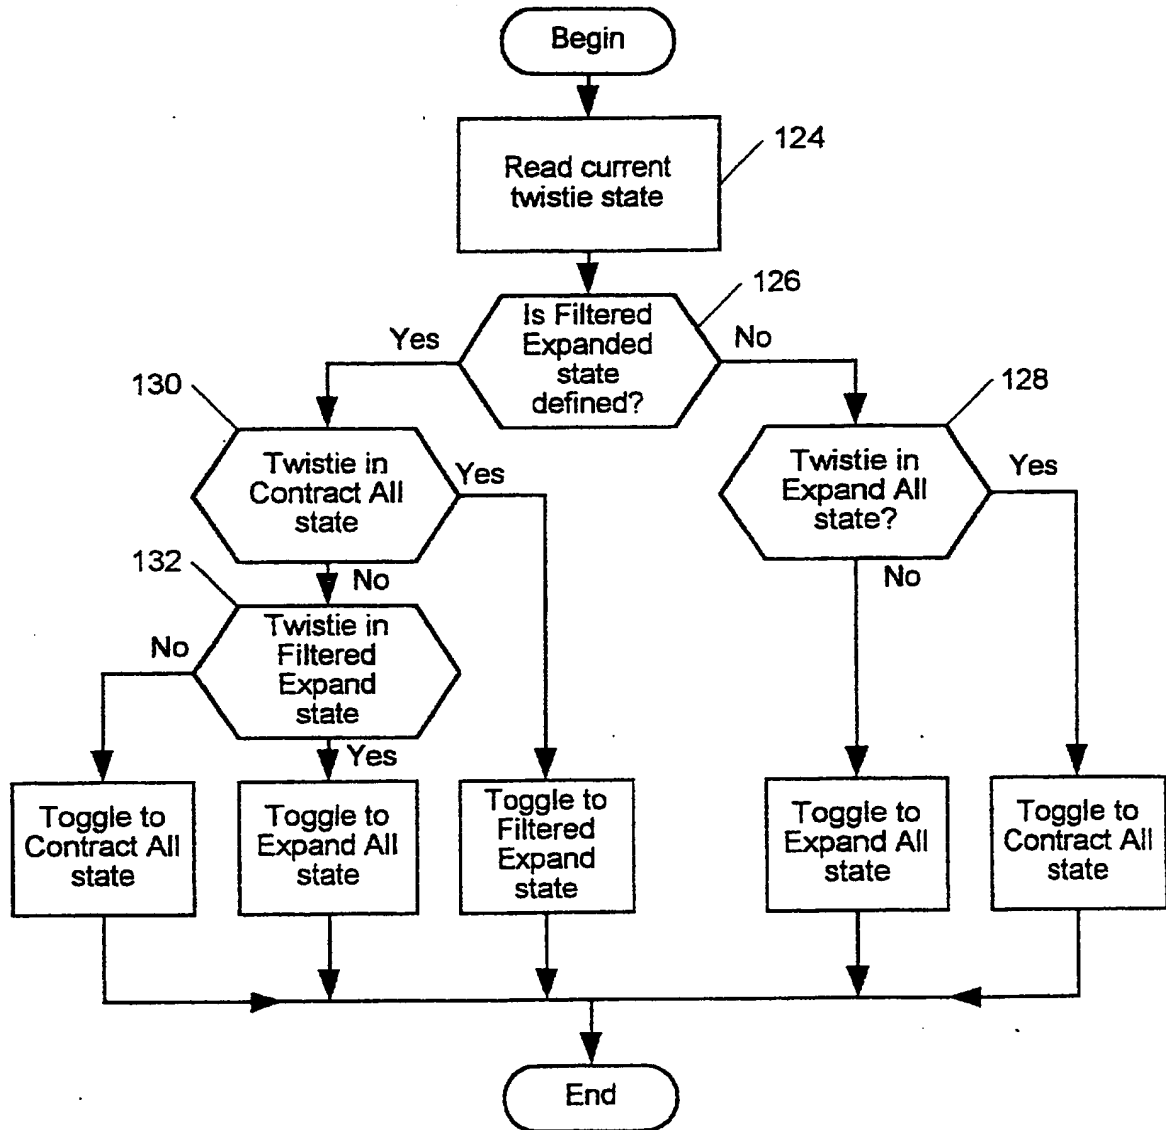 Begin
124
Read current
twistie state
126
Is Filtered
Expanded
state
defined?
Yes
No
130
128
Twistie in
Contract All
state
Yes
Twistie in
Expand All
state?
Yes
132
No
No
Twistie in
Filtered
Expand
state
No
Yes
Toggle to
Contract All
state
Toggle to
Expand All
state
Toggle to
Filtered
Expand
state
Toggle to
Expand All
state
Toggle to
Contract All
state
End